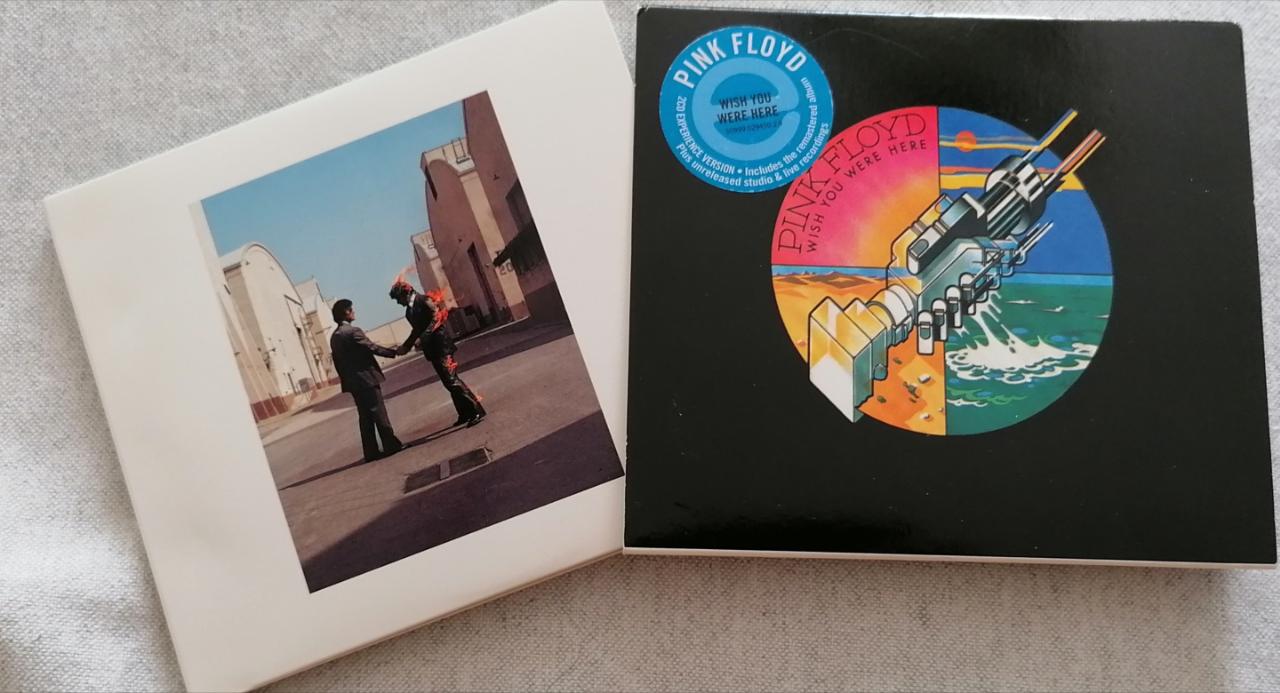 PINK FLOYD
WISH YOU
WERE HERE
2CD EXPERIENCE VERSION • Includes the remastered album
Plus unreleased studio & live recordings
PINK FLOYD
WISH YOU WERE HERE